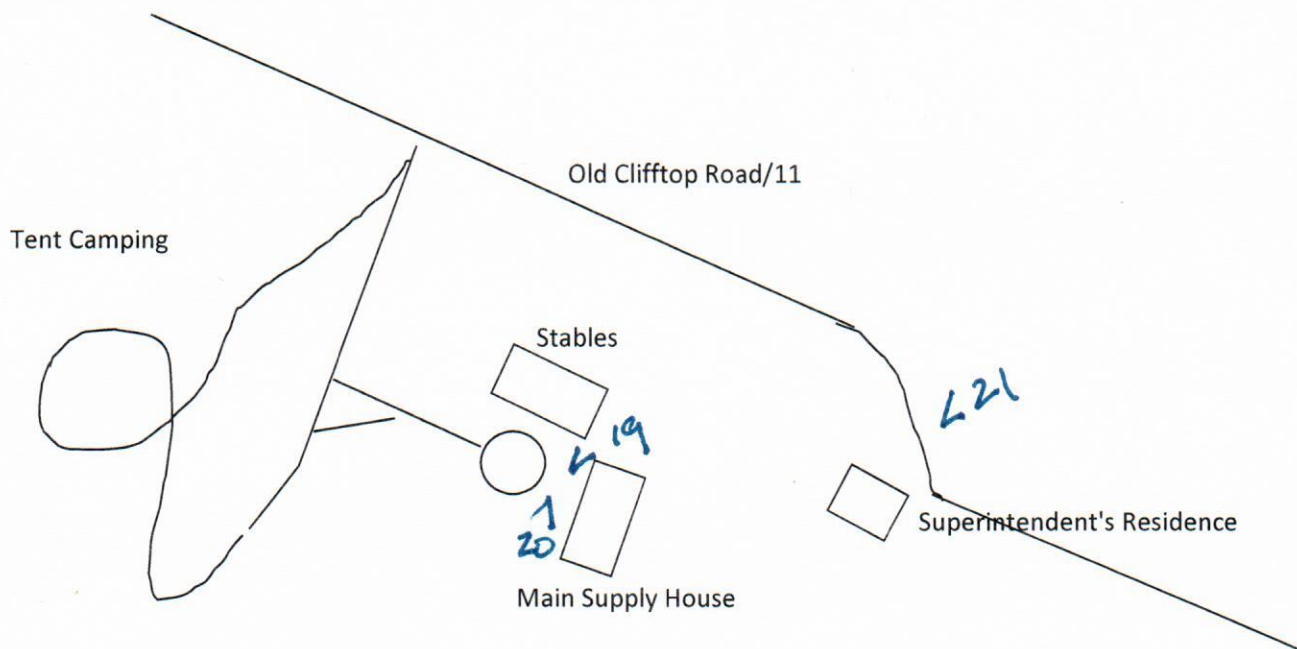 Old Clifftop Road/11
Tent Camping
Stables
21
19
Superintendent's Residence
20
Main Supply House